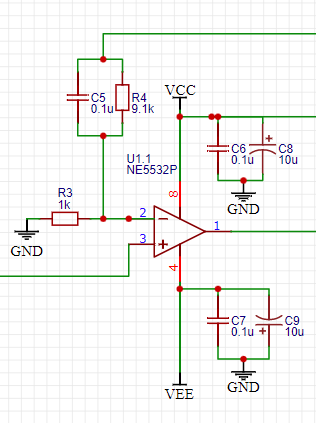 C5
0.1u
R4
9.1k
VCC
+
C6
0.1u
C8
10u
U1.1
NE5532P
GND
R3
1k
8
2
1
3
4
GND
C7
0.1u
C9
10u
+
GND
VEE